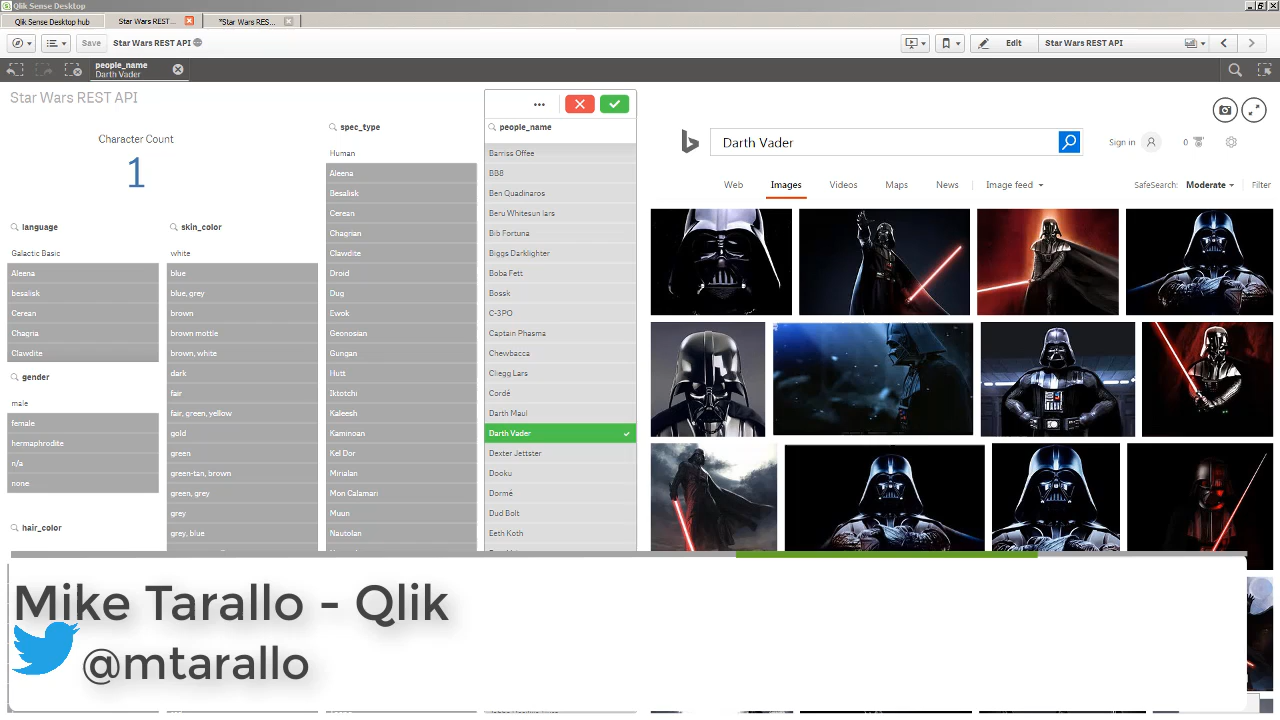 Qlik Sense Desktop
Qlik Sense Desktop hub
Star Wars REST...
*Star Wars RES...
Save
Star Wars REST API
Edit
Star Wars REST API
people_name
Darth Vader
Star Wars REST API
Character Count
1
language
Galactic Basic
Aleena
besalisk
Cerean
Chagria
Clawdite
gender
male
female
hermaphrodite
n/a
none
hair_color
skin_color
white
blue
blue, grey
brown
brown mottle
brown, white
dark
fair
fair, green, yellow
gold
green
green-tan, brown
green, grey
grey
grey, blue
spec_type
Human
Aleena
Besalisk
Cerean
Chagrian
Clawdite
Droid
Dug
Ewok
Geonosian
Gungan
Hutt
Iktotchi
Kaleesh
Kaminoan
Kel Dor
Mirialan
Mon Calamari
Muun
Nautolan
people_name
Barriss Offee
BB8
Ben Quadinaros
Beru Whitesun lars
Bib Fortuna
Biggs Darklighter
Boba Fett
Bossk
C-3PO
Captain Phasma
Chewbacca
Cliegg Lars
Cordé
Darth Maul
Darth Vader
Dexter Jettster
Dooku
Dormé
Dud Bolt
Eeth Koth
Darth Vader
Sign in
0
Web
Images
Videos
Maps
News
Image feed
SafeSearch: Moderate
Filter
Mike Tarallo - Qlik
@mtarallo